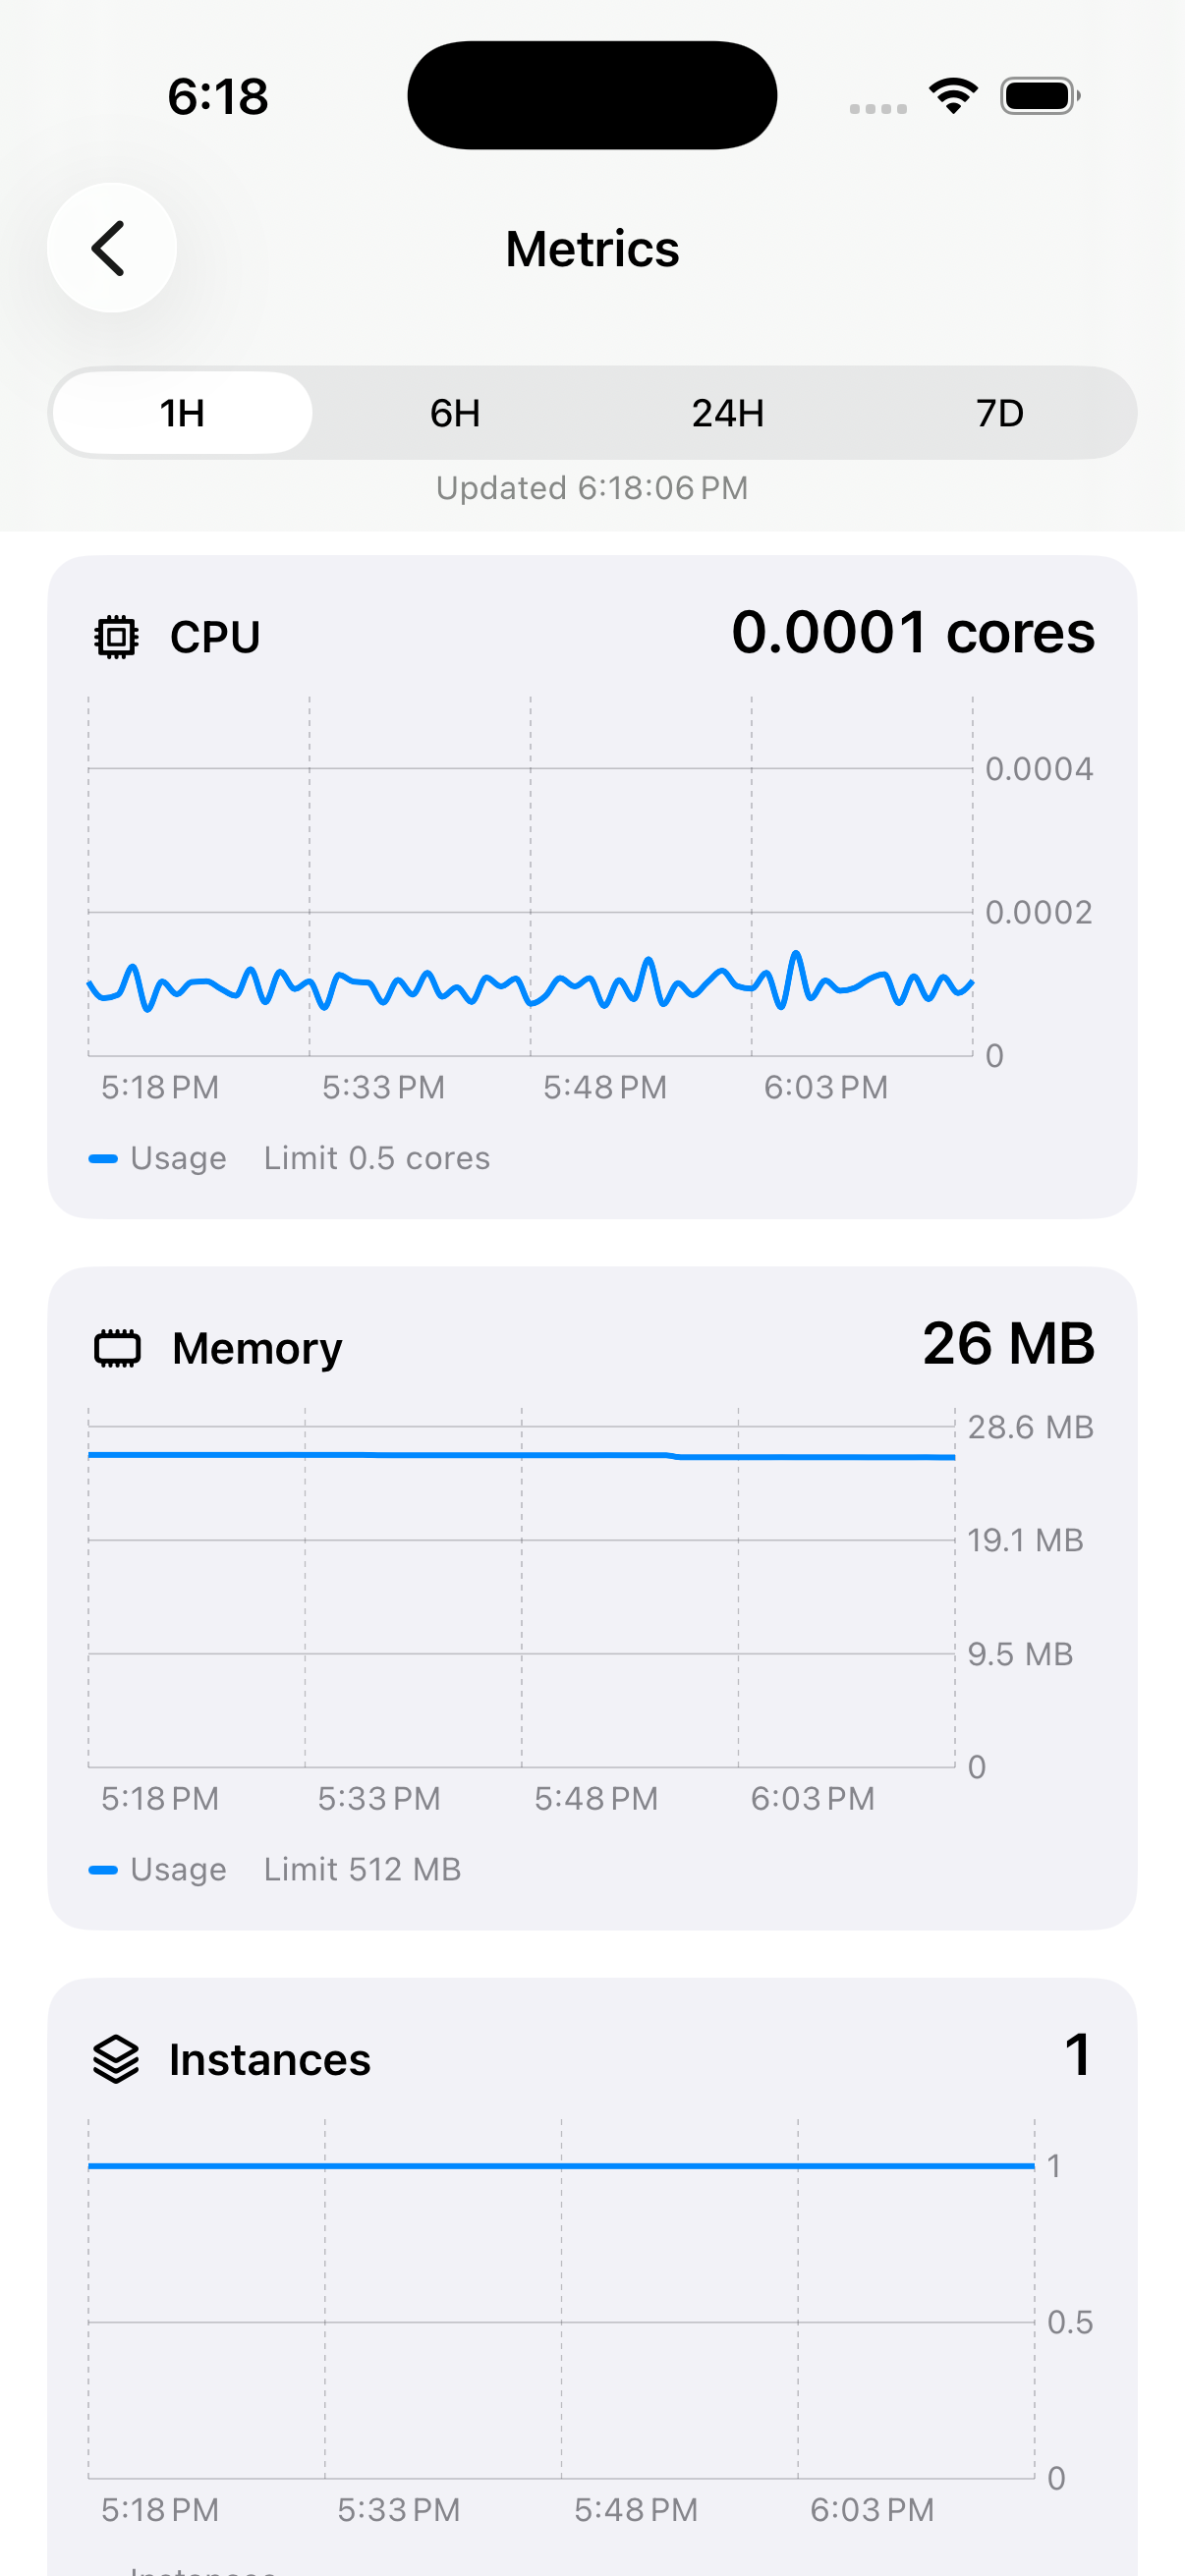 6:18
Metrics
1H 6H 24H 7D
Updated 6:18:06 PM
CPU 0.0001 cores
0.0004
0.0002
0
5:18 PM 5:33 PM 5:48 PM 6:03 PM
Usage Limit 0.5 cores
Memory 26 MB
28.6 MB
19.1 MB
9.5 MB
0
5:18 PM 5:33 PM 5:48 PM 6:03 PM
Usage Limit 512 MB
Instances 1
1
0.5
0
5:18 PM 5:33 PM 5:48 PM 6:03 PM